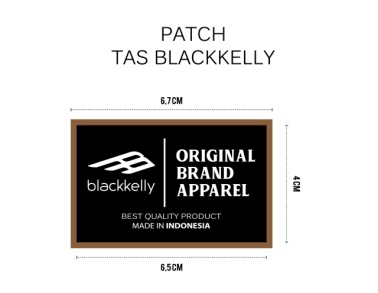 PATCH
TAS BLACKKELLY
6,7CM
blackkelly
ORIGINAL
BRAND
APPAREL
BEST QUALITY PRODUCT
MADE IN INDONESIA
4CM
6,5CM